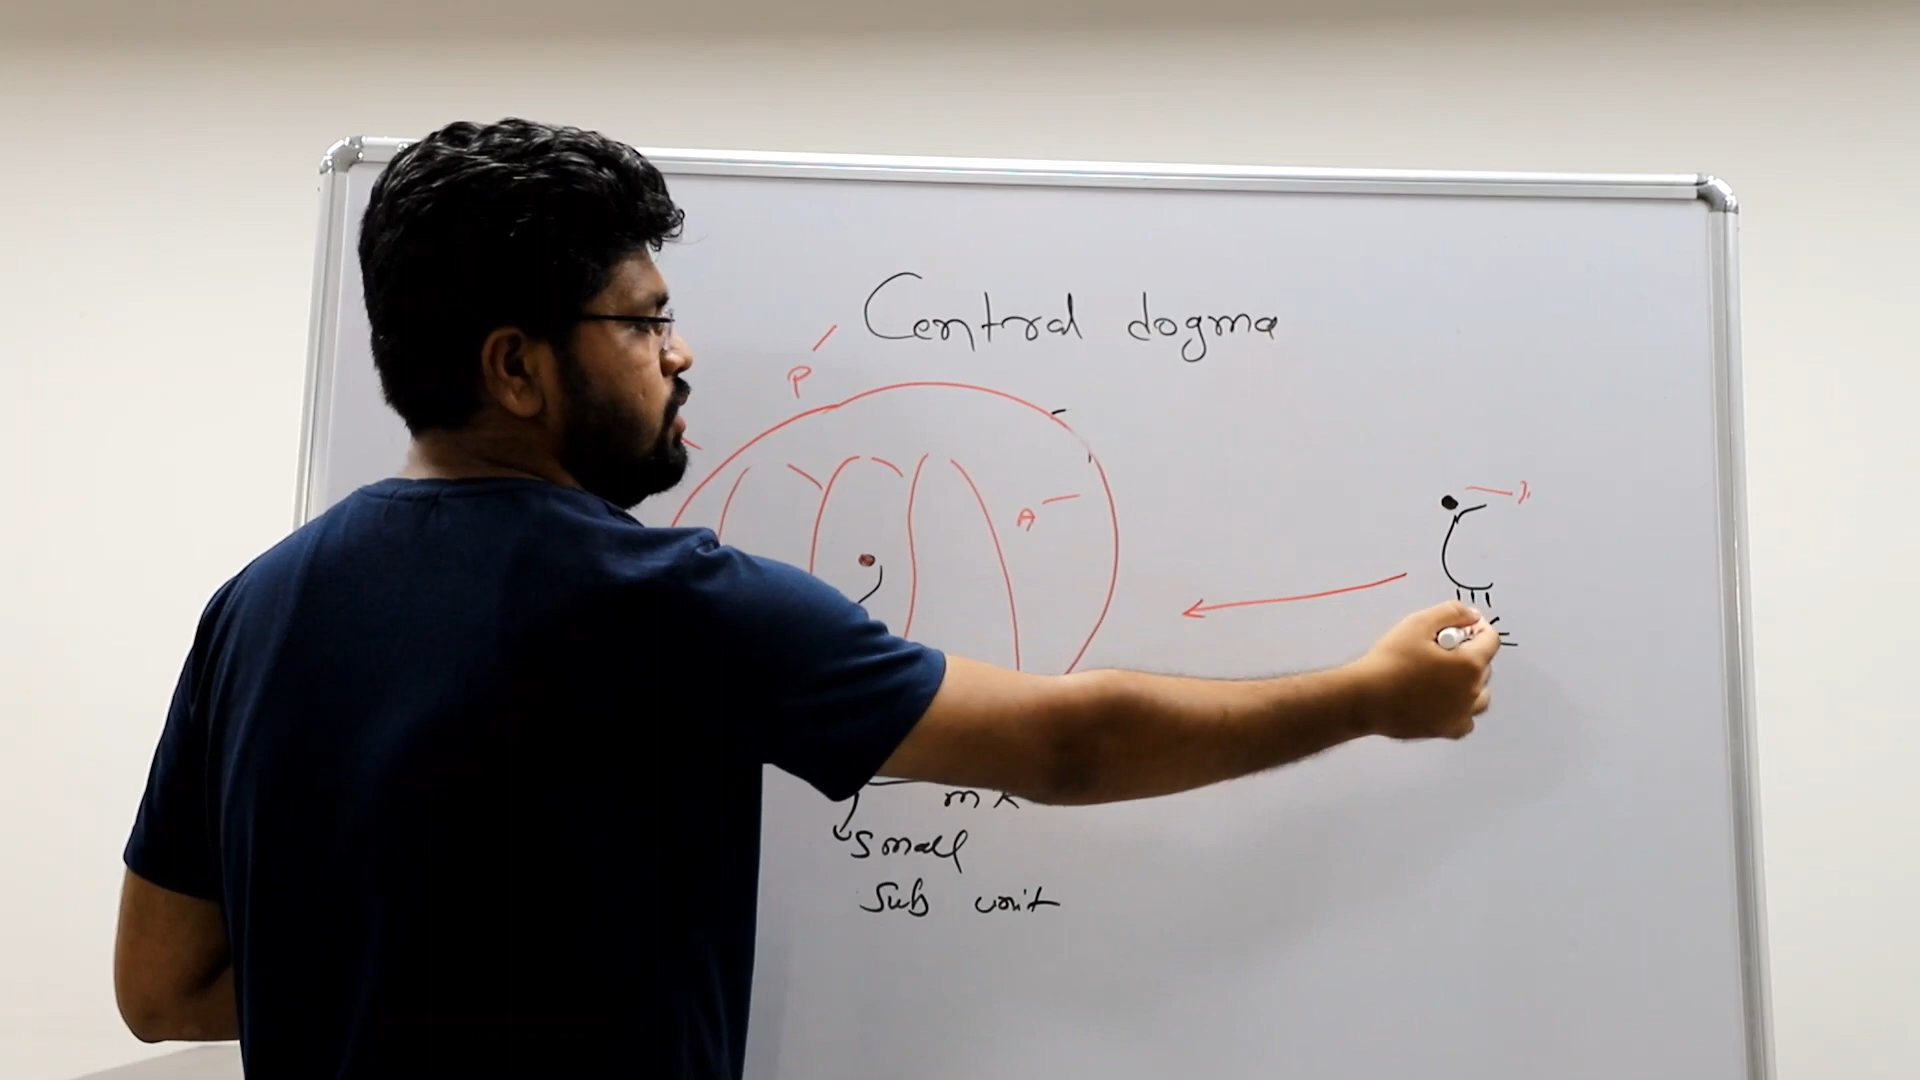 Central dogma
P
A
m
Small
Sub unit